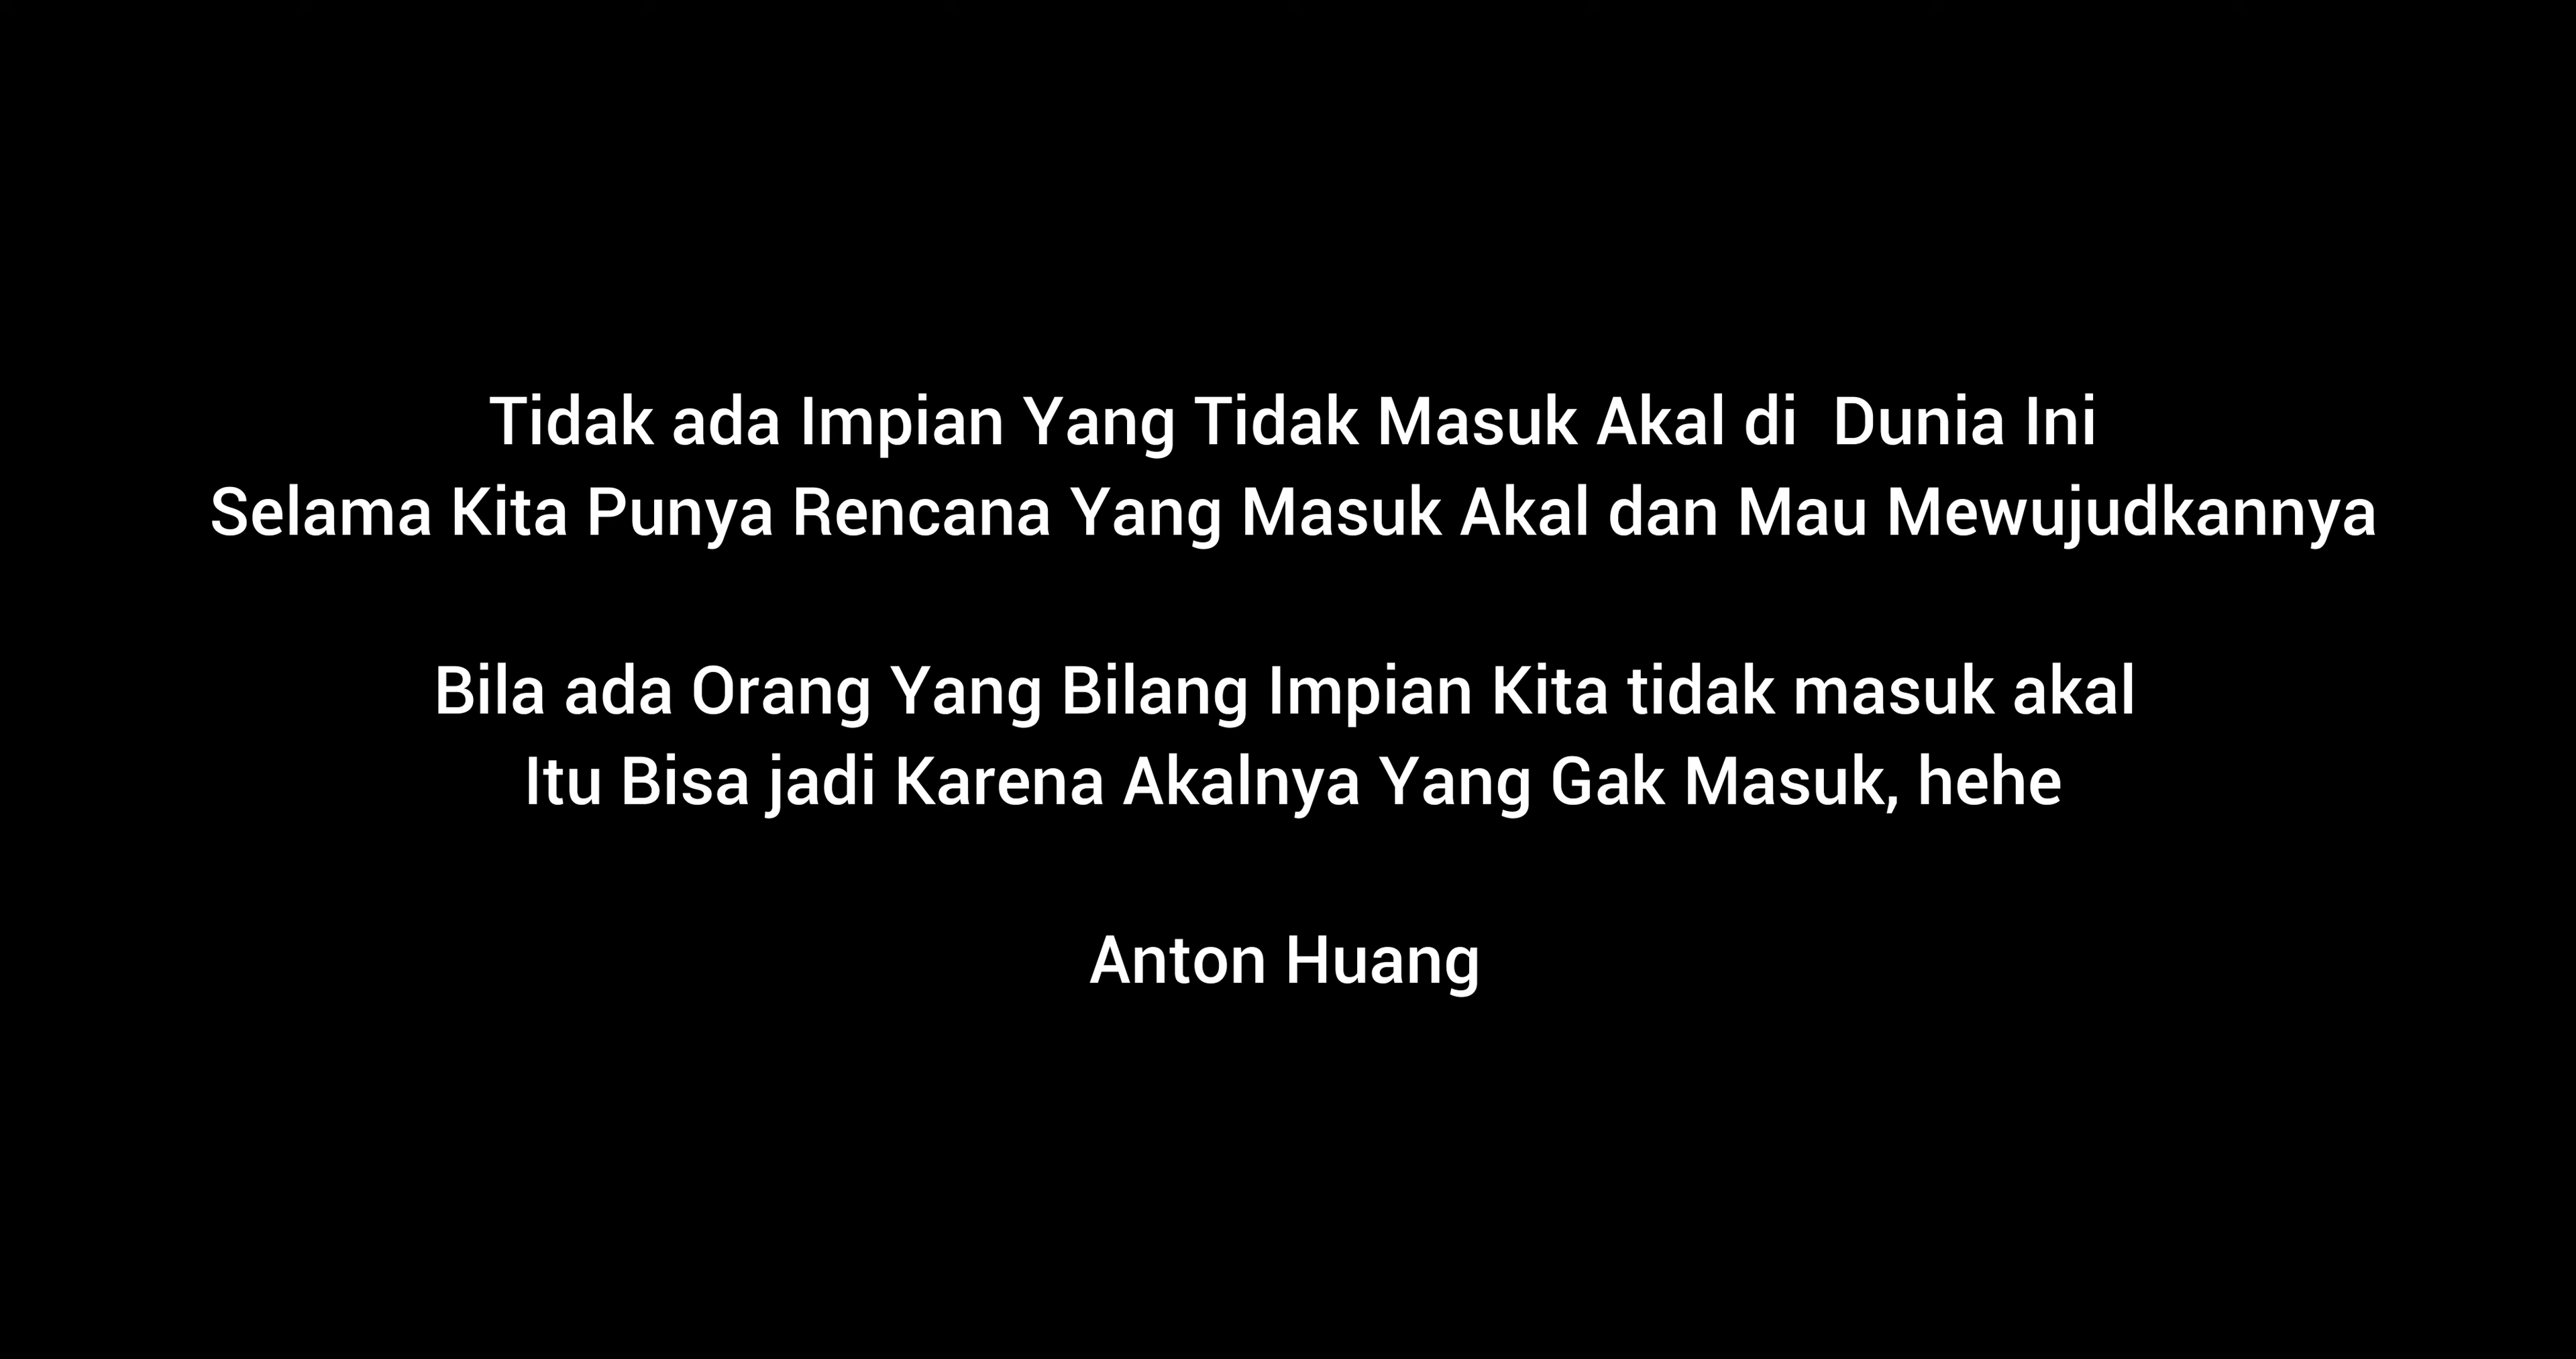 Tidak ada Impian Yang Tidak Masuk Akal di  Dunia Ini
Selama Kita Punya Rencana Yang Masuk Akal dan Mau Mewujudkannya
Bila ada Orang Yang Bilang Impian Kita tidak masuk akal
Itu Bisa jadi Karena Akalnya Yang Gak Masuk, hehe
Anton Huang